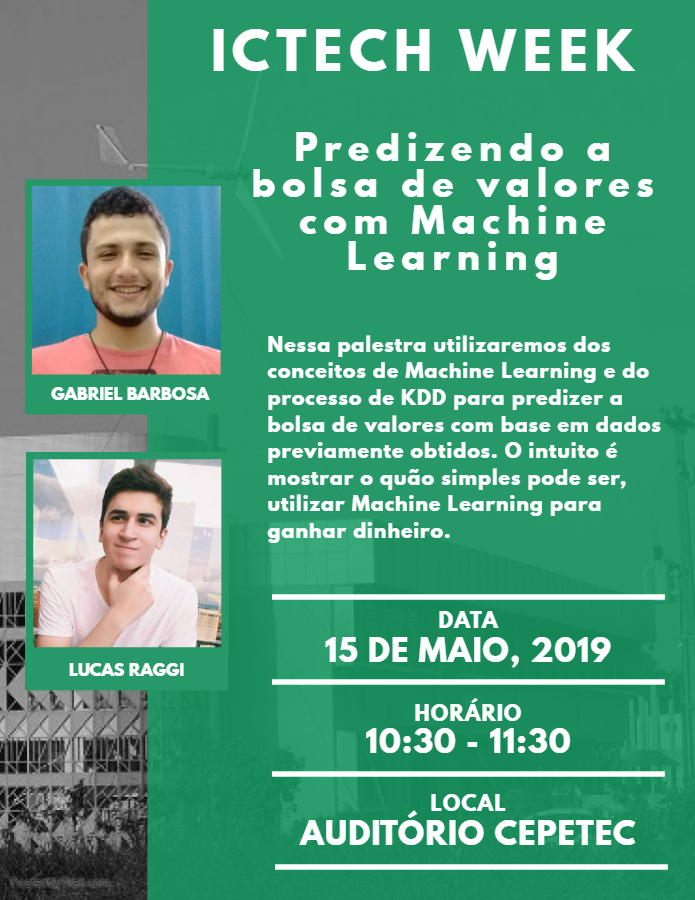 ICTECH WEEK
Predizendo a
bolsa de valores
com Machine
Learning
GABRIEL BARBOSA
Nessa palestra utilizaremos dos
conceitos de Machine Learning e do
processo de KDD para predizer a
bolsa de valores com base em dados
previamente obtidos. O intuito é
mostrar o quão simples pode ser,
utilizar Machine Learning para
ganhar dinheiro.
LUCAS RAGGI
DATA
15 DE MAIO, 2019
HORÁRIO
10:30 - 11:30
LOCAL
AUDITÓRIO CEPETEC
PosterMyWall.com